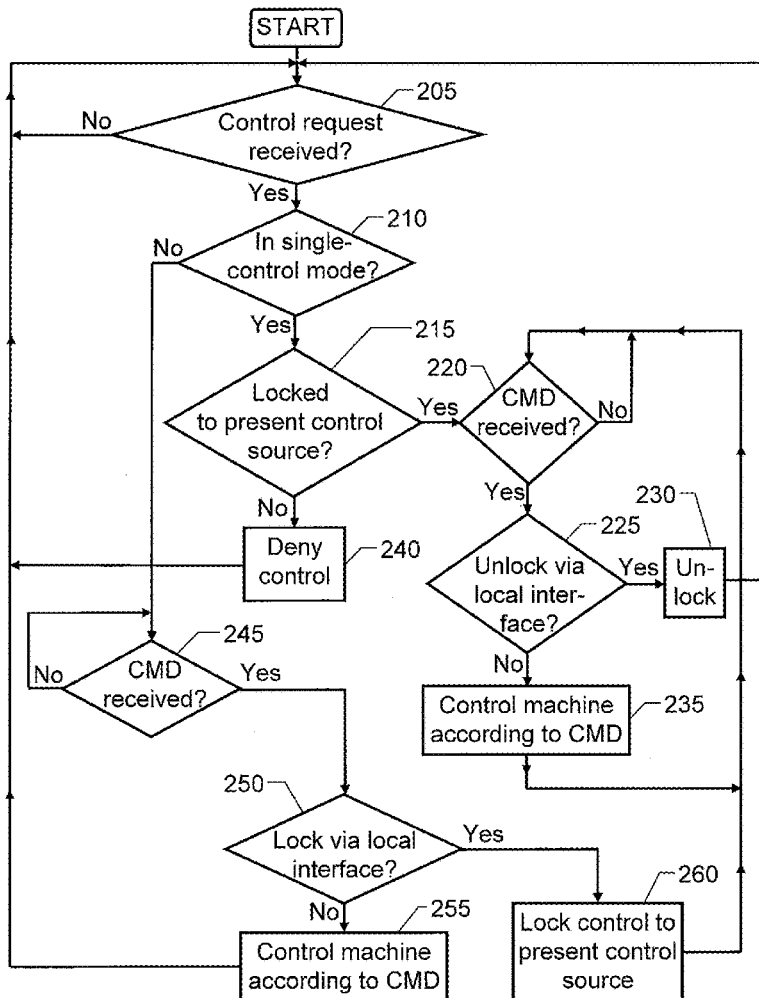 START
205
No
Control request
received?
Yes
210
No
In single-
control mode?
Yes
215
Locked
to present control
source?
Yes
220
CMD
received?
No
No
Yes
230
225
Deny
control
240
Unlock via
local inter-
face?
Yes
Un-
lock
245
No
CMD
received?
Yes
No
Control machine
according to CMD
235
250
Lock via local
interface?
Yes
No
255
260
Control machine
according to CMD
Lock control to
present control
source